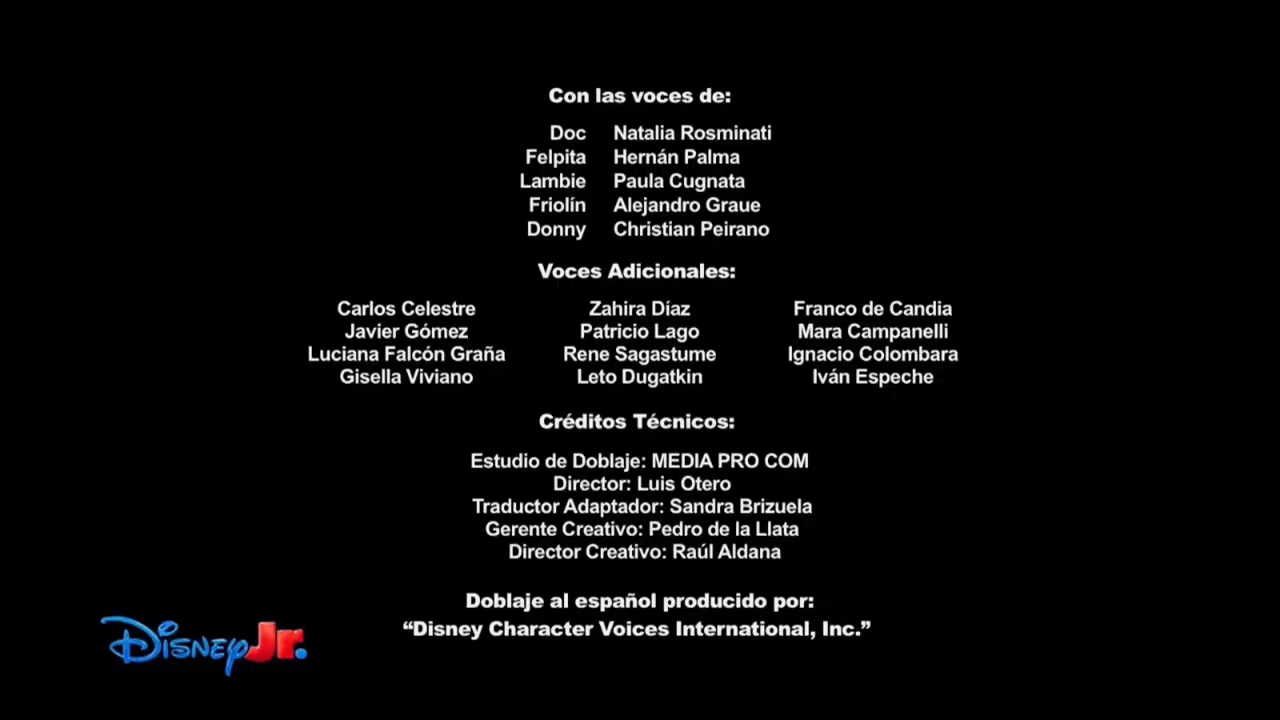 Con las voces de:
Doc Natalia Rosminati
Felpita Hernán Palma
Lambie Paula Cugnata
Friolín Alejandro Graue
Donny Christian Peirano
Voces Adicionales:
Carlos Celestre Zahira Díaz Franco de Candia
Javier Gómez Patricio Lago Mara Campanelli
Luciana Falcón Graña Rene Sagastume Ignacio Colombara
Gisella Viviano Leto Dugatkin Iván Espeche
Créditos Técnicos:
Estudio de Doblaje: MEDIA PRO COM
Director: Luis Otero
Traductor Adaptador: Sandra Brizuela
Gerente Creativo: Pedro de la Llata
Director Creativo: Raúl Aldana
Doblaje al español producido por:
“Disney Character Voices International, Inc.”
Disney Jr.